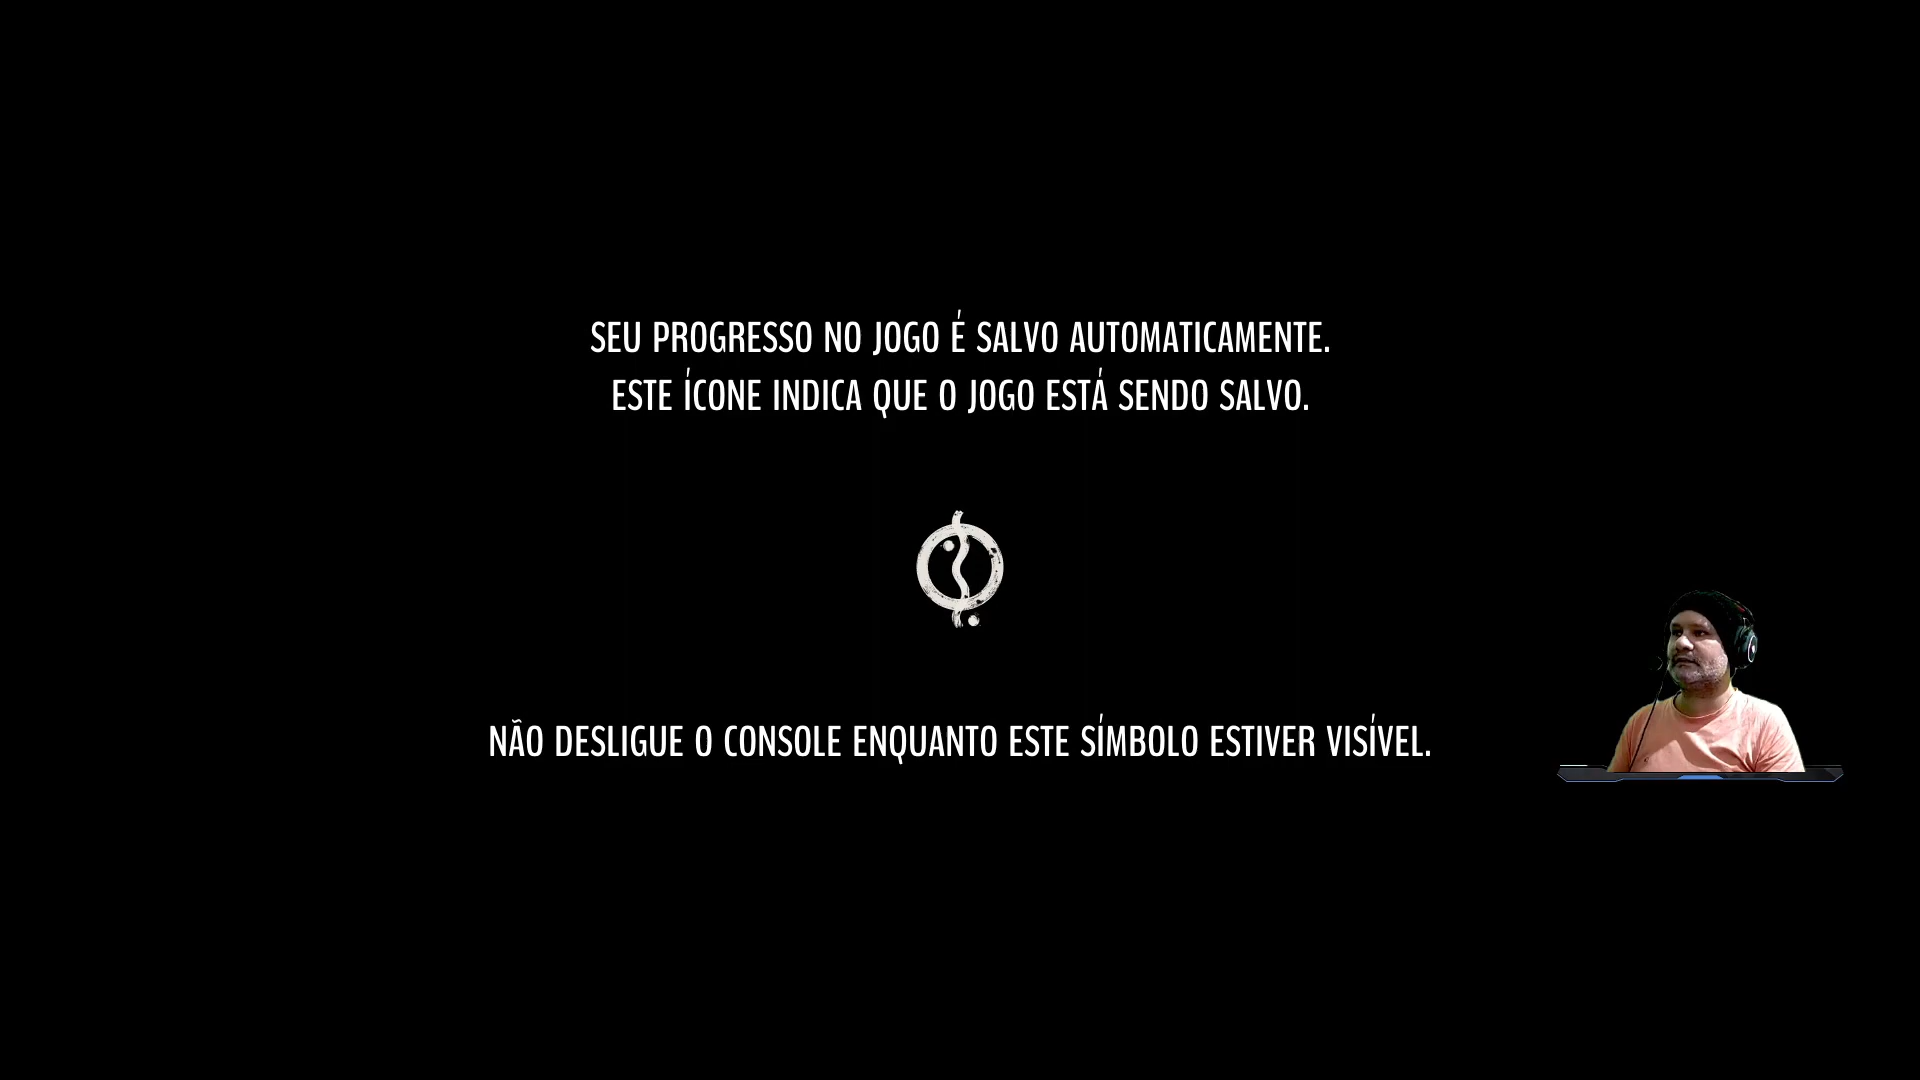 SEU PROGRESSO NO JOGO É SALVO AUTOMATICAMENTE.
ESTE ÍCONE INDICA QUE O JOGO ESTÁ SENDO SALVO.
NÃO DESLIGUE O CONSOLE ENQUANTO ESTE SÍMBOLO ESTIVER VISÍVEL.